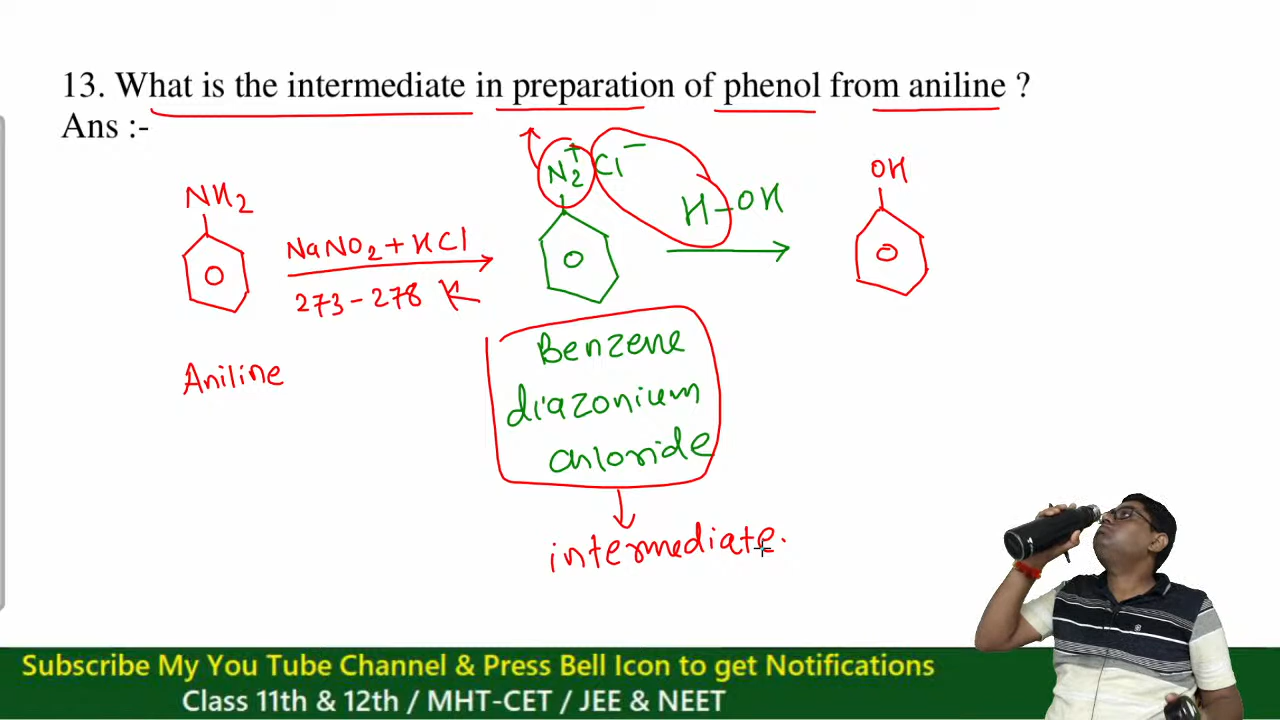 13. What is the intermediate in preparation of phenol from aniline ?
Ans :-
NH2
NaNO2 + HCl
273-278 K
Aniline
N2+ Cl−
H-OH
OH
Benzene
diazonium
chloride
intermediate.
Subscribe My You Tube Channel & Press Bell Icon to get Notifications
Class 11th & 12th / MHT-CET / JEE & NEET